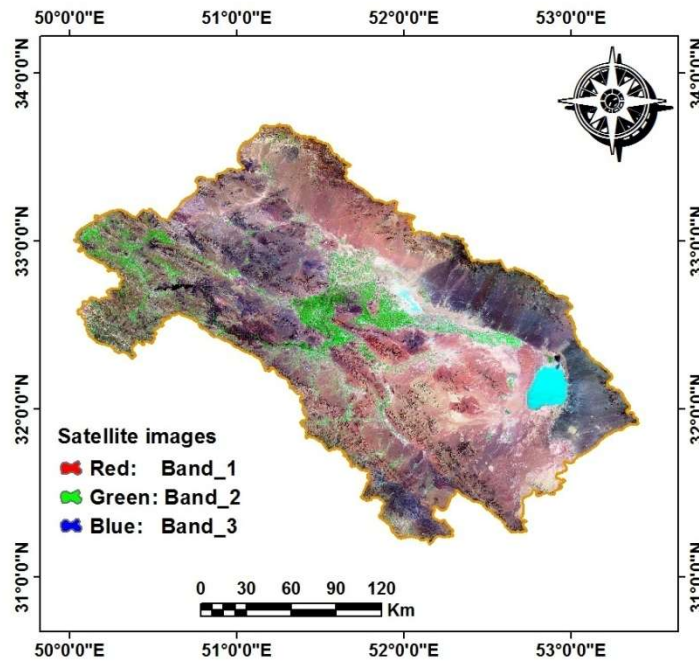 50°0'0"E 51°0'0"E 52°0'0"E 53°0'0"E
34°0'0"N 34°0'0"N
33°0'0"N 33°0'0"N
32°0'0"N 32°0'0"N
Satellite images
Red: Band_1
Green: Band_2
Blue: Band_3
31°0'0"N 31°0'0"N
0 30 60 90 120
Km
50°0'0"E 51°0'0"E 52°0'0"E 53°0'0"E